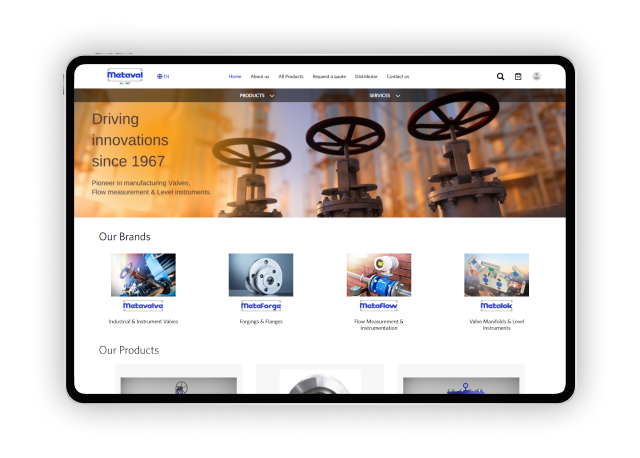 Metaval
IN
Home
About us
All Products
Request a quote
Distributor
Contact us
PRODUCTS
SERVICES
Driving
innovations
since 1967
Pioneer in manufacturing Valves,
Flow measurement & Level instruments.
Our Brands
Metavalve
MetaForge
MetaFlow
Metalok
Industrial & Instrument Valves
Forgings & Flanges
Flow Measurement &
Instrumentation
Valve Manifolds & Level
Instruments
Our Products